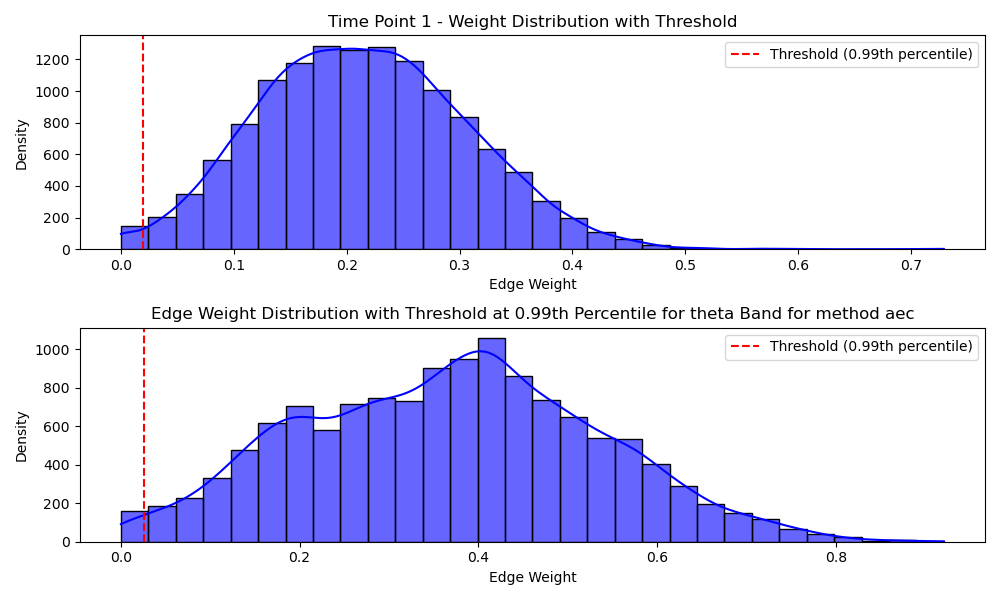 Time Point 1 - Weight Distribution with Threshold
Threshold (0.99th percentile)
Density
1200
1000
800
600
400
200
0
0.0 0.1 0.2 0.3 0.4 0.5 0.6 0.7
Edge Weight
Edge Weight Distribution with Threshold at 0.99th Percentile for theta Band for method aec
Threshold (0.99th percentile)
Density
1000
800
600
400
200
0
0.0 0.2 0.4 0.6 0.8
Edge Weight